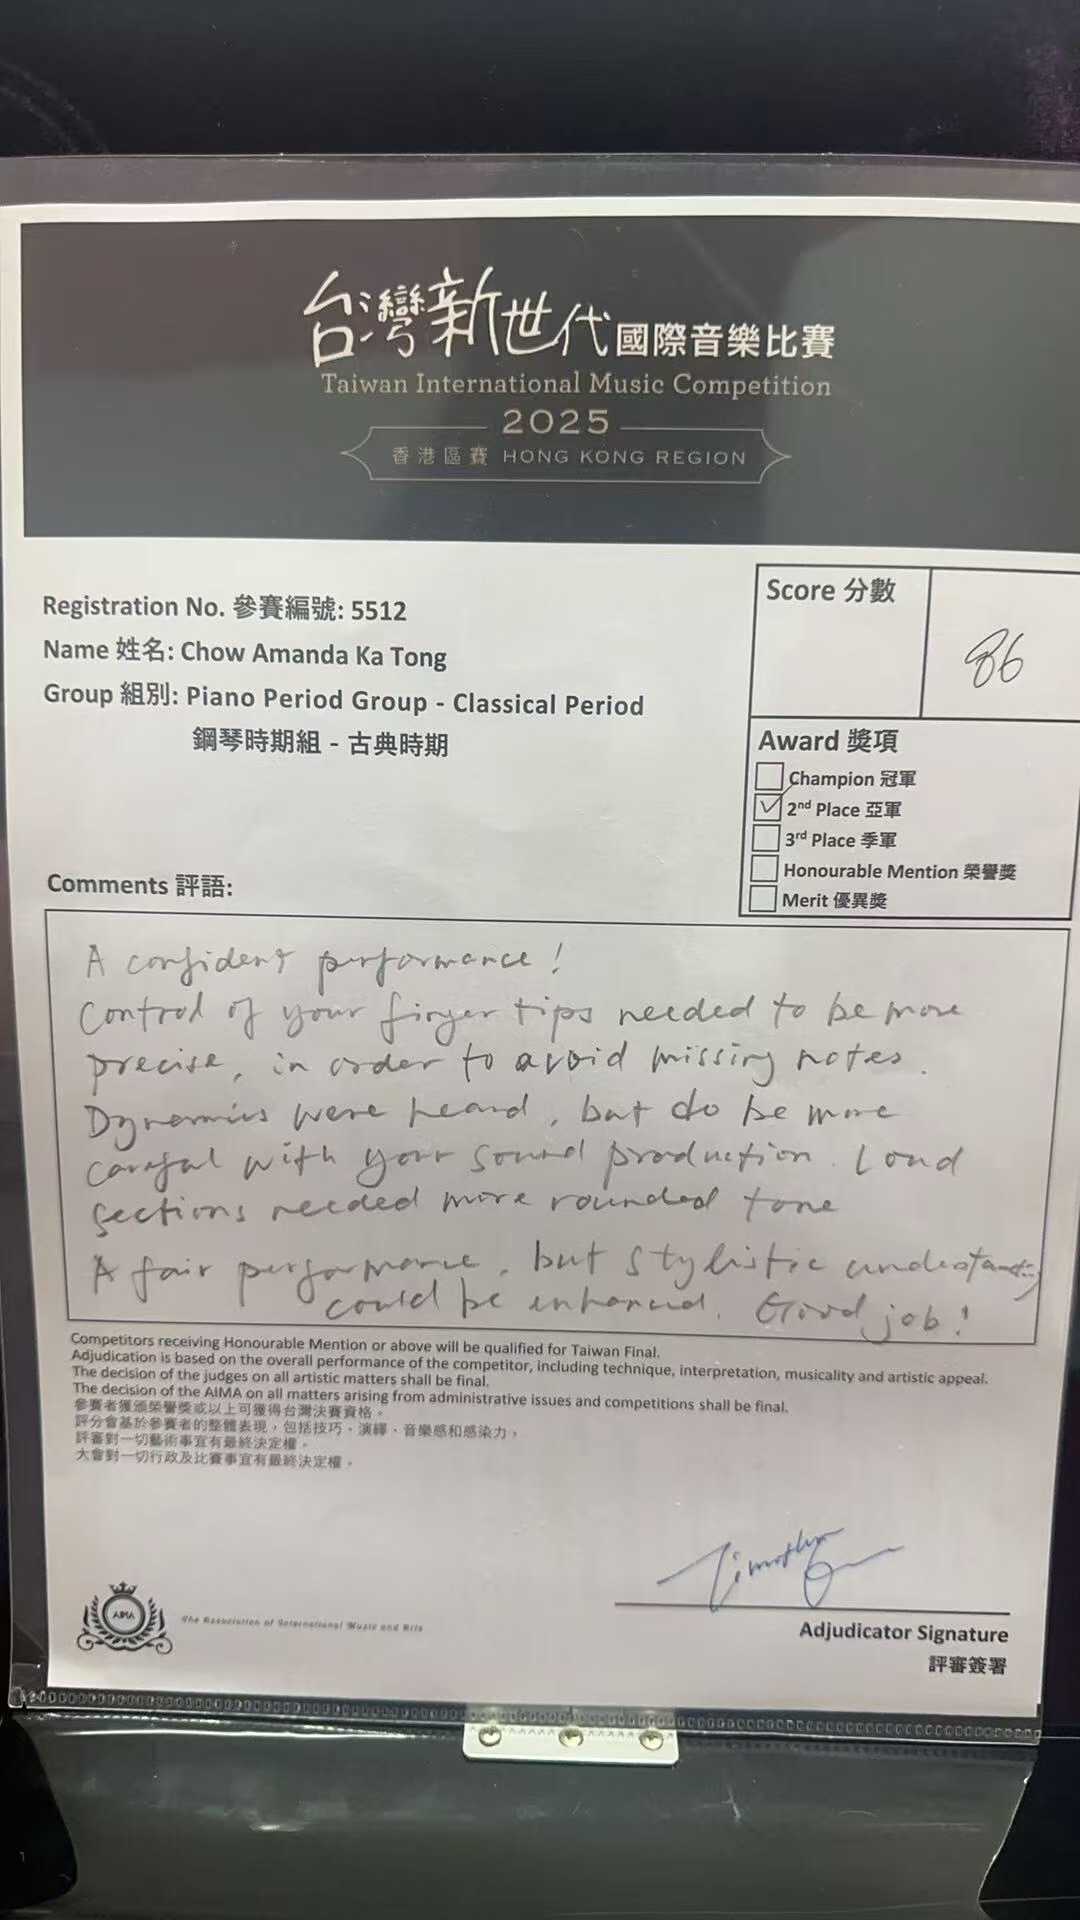 台灣新世代國際音樂比賽
Taiwan International Music Competition
2025
香港區賽 HONG KONG REGION
Registration No. 參賽編號: 5512
Name 姓名: Chow Amanda Ka Tong
Group 組別: Piano Period Group - Classical Period
鋼琴時期組 - 古典時期
Score 分數
86
Award 獎項
Champion 冠軍
2nd Place 亞軍
3rd Place 季軍
Honourable Mention 榮譽獎
Merit 優異獎
Comments 評語:
A confident performance!
Control of your finger tips needed to be more
precise, in order to avoid missing notes.
Dynamics were heard, but do be more
careful with your sound production. Loud
sections needed more rounded tone
A fair performance, but stylistic understanding
could be enhanced. Good job!
Competitors receiving Honourable Mention or above will be qualified for Taiwan Final.
Adjudication is based on the overall performance of the competitor, including technique, interpretation, musicality and artistic appeal.
The decision of the judges on all artistic matters shall be final.
The decision of the AIMA on all matters arising from administrative issues and competitions shall be final.
參賽者獲頒榮譽獎或以上可獲得台灣決賽資格。
評分會基於參賽者的整體表現，包括技巧、演繹、音樂感和感染力，
評審對一切藝術事宜有最終決定權。
大會對一切行政及比賽事宜有最終決定權。
Timothy
AIMA
The Association of International Music and Arts
Adjudicator Signature
評審簽署